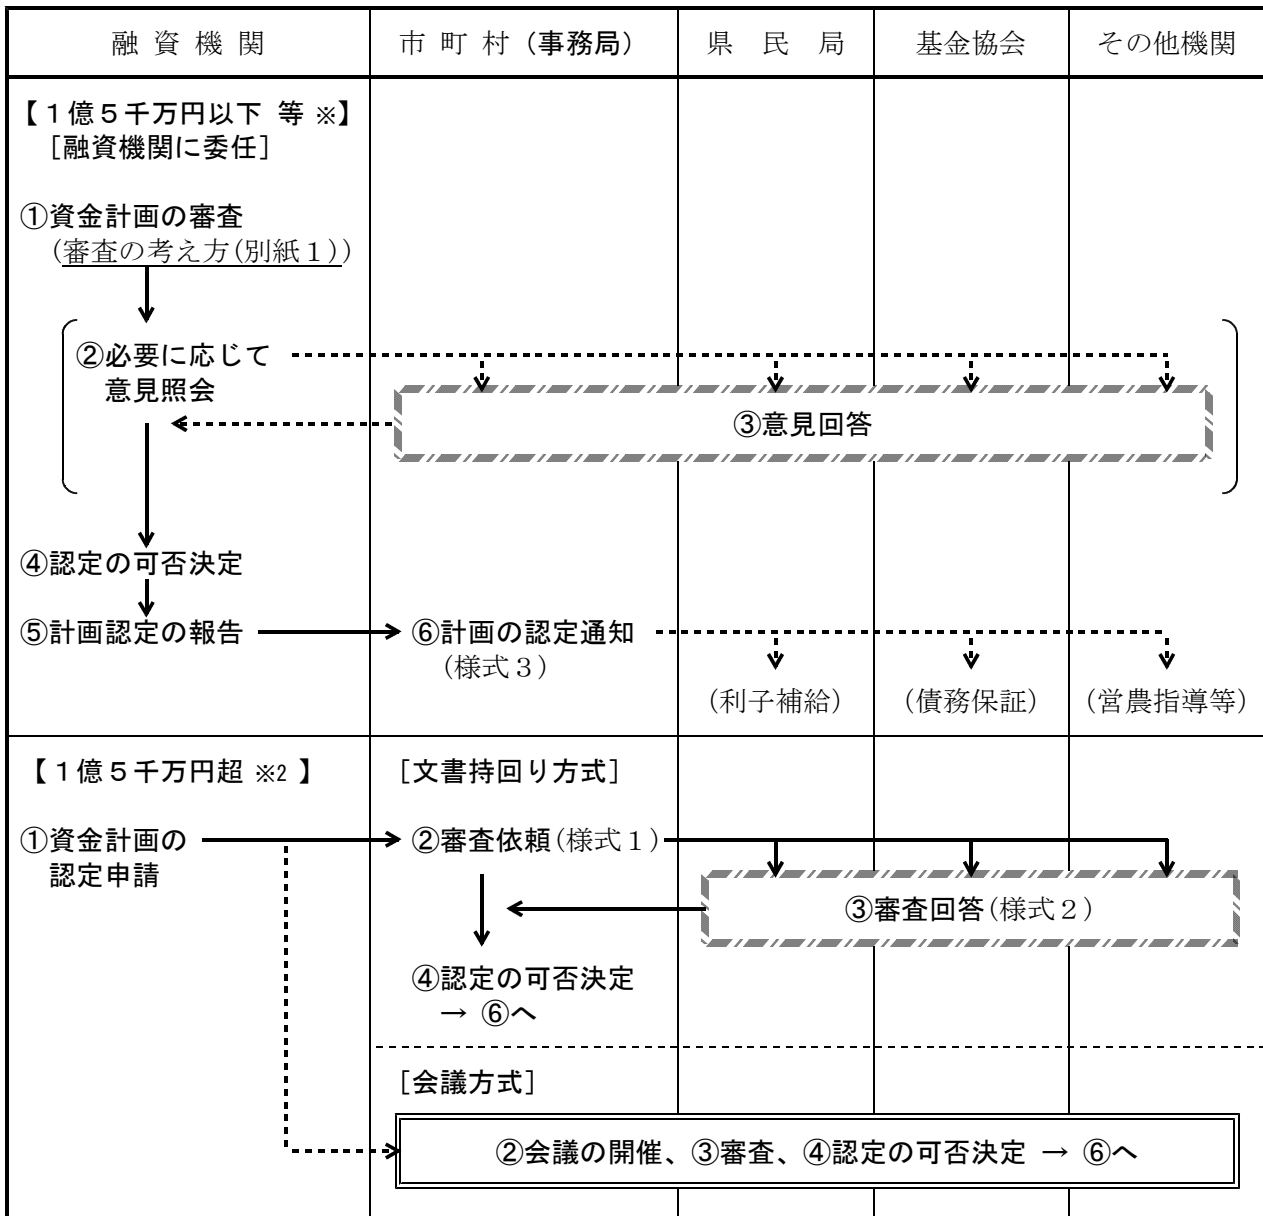 融 資 機 関
市 町 村 (事務局)
県 民 局
基金協会
その他機関
【１億５千万円以下 等 ※】
［融資機関に委任］
①資金計画の審査
(審査の考え方(別紙１))
②必要に応じて
意見照会
③意見回答
④認定の可否決定
⑤計画認定の報告
⑥計画の認定通知
(様式３)
(利子補給)
(債務保証)
(営農指導等)
【１億５千万円超 ※2 】
［文書持回り方式］
①資金計画の
認定申請
②審査依頼(様式１)
③審査回答(様式２)
④認定の可否決定
→ ⑥へ
［会議方式］
②会議の開催、③審査、④認定の可否決定 → ⑥へ